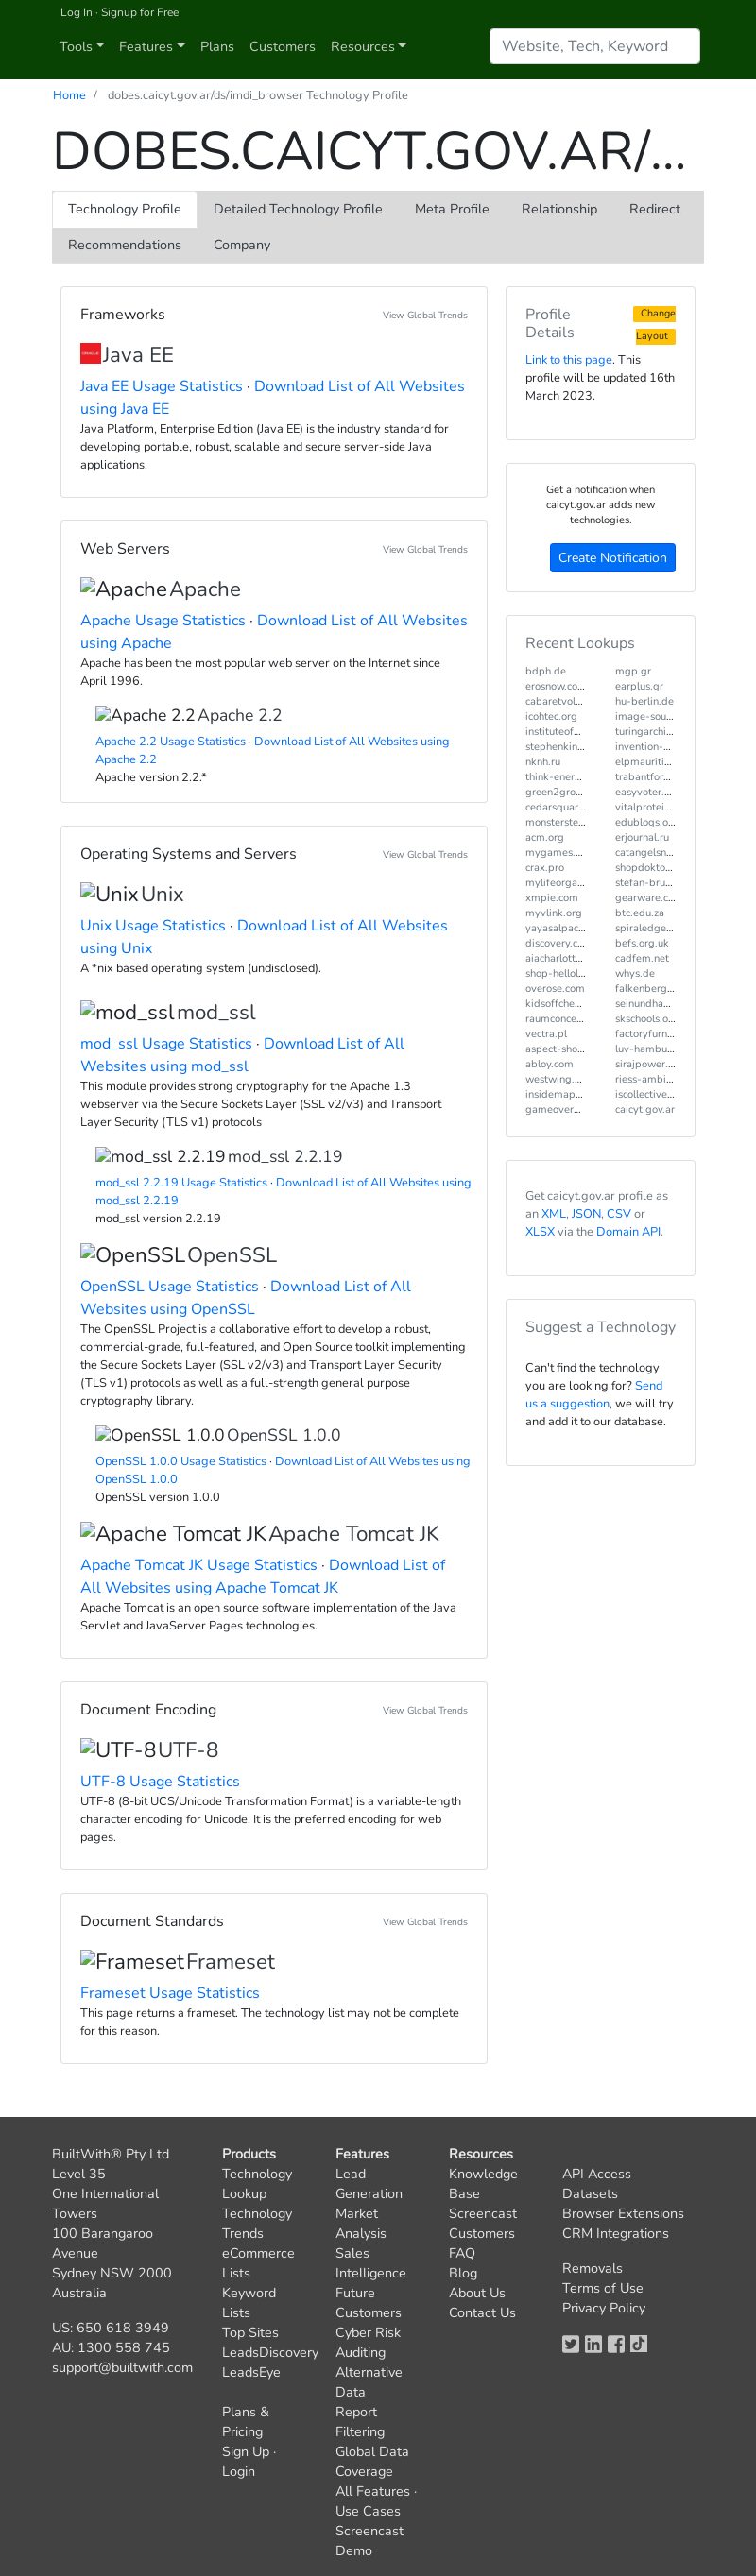 Log In · Signup for Free
Tools Features Plans Customers Resources
Website, Tech, Keyword
Home / dobes.caicyt.gov.ar/ds/imdi_browser Technology Profile
DOBES.CAICYT.GOV.AR/...
Technology Profile Detailed Technology Profile Meta Profile Relationship Redirect
Recommendations Company
Frameworks View Global Trends
Java EE
Java EE Usage Statistics · Download List of All Websites
using Java EE
Java Platform, Enterprise Edition (Java EE) is the industry standard for
developing portable, robust, scalable and secure server-side Java
applications.
Web Servers View Global Trends
Apache Apache
Apache Usage Statistics · Download List of All Websites
using Apache
Apache has been the most popular web server on the Internet since
April 1996.
Apache 2.2 Apache 2.2
Apache 2.2 Usage Statistics · Download List of All Websites using
Apache 2.2
Apache version 2.2.*
Operating Systems and Servers View Global Trends
Unix Unix
Unix Usage Statistics · Download List of All Websites
using Unix
A *nix based operating system (undisclosed).
mod_ssl mod_ssl
mod_ssl Usage Statistics · Download List of All
Websites using mod_ssl
This module provides strong cryptography for the Apache 1.3
webserver via the Secure Sockets Layer (SSL v2/v3) and Transport
Layer Security (TLS v1) protocols
mod_ssl 2.2.19 mod_ssl 2.2.19
mod_ssl 2.2.19 Usage Statistics · Download List of All Websites using
mod_ssl 2.2.19
mod_ssl version 2.2.19
OpenSSL OpenSSL
OpenSSL Usage Statistics · Download List of All
Websites using OpenSSL
The OpenSSL Project is a collaborative effort to develop a robust,
commercial-grade, full-featured, and Open Source toolkit implementing
the Secure Sockets Layer (SSL v2/v3) and Transport Layer Security
(TLS v1) protocols as well as a full-strength general purpose
cryptography library.
OpenSSL 1.0.0 OpenSSL 1.0.0
OpenSSL 1.0.0 Usage Statistics · Download List of All Websites using
OpenSSL 1.0.0
OpenSSL version 1.0.0
Apache Tomcat JK Apache Tomcat JK
Apache Tomcat JK Usage Statistics · Download List of
All Websites using Apache Tomcat JK
Apache Tomcat is an open source software implementation of the Java
Servlet and JavaServer Pages technologies.
Document Encoding View Global Trends
UTF-8 UTF-8
UTF-8 Usage Statistics
UTF-8 (8-bit UCS/Unicode Transformation Format) is a variable-length
character encoding for Unicode. It is the preferred encoding for web
pages.
Document Standards View Global Trends
Frameset Frameset
Frameset Usage Statistics
This page returns a frameset. The technology list may not be complete
for this reason.
Profile
Details
Change
Layout
Link to this page. This
profile will be updated 16th
March 2023.
Get a notification when
caicyt.gov.ar adds new
technologies.
Create Notification
Recent Lookups
bdph.de mgp.gr
erosnow.co... earplus.gr
cabaretvol... hu-berlin.de
icohtec.org image-sou...
instituteof... turingarchi...
stephenkin... invention-...
nknh.ru elpmauriti...
think-ener... trabantfor...
green2gro... easyvoter....
cedarsquar... vitalprotei...
monsterste... edublogs.o...
acm.org erjournal.ru
mygames.... catangelsn...
crax.pro shopdokto...
mylifeorga... stefan-bru...
xmpie.com gearware.c...
myvlink.org btc.edu.za
yayasalpac... spiraledge...
discovery.c... befs.org.uk
aiacharlott... cadfem.net
shop-hellol... whys.de
overose.com falkenberg...
kidsoffche... seinundha...
raumconce... skschools.o...
vectra.pl factoryfurn...
aspect-sho... luv-hambu...
abloy.com sirajpower....
westwing.... riess-ambi...
insidemap... iscollective...
gameover... caicyt.gov.ar
Get caicyt.gov.ar profile as
an XML, JSON, CSV or
XLSX via the Domain API.
Suggest a Technology
Can't find the technology
you are looking for? Send
us a suggestion, we will try
and add it to our database.
BuiltWith® Pty Ltd
Level 35
One International
Towers
100 Barangaroo
Avenue
Sydney NSW 2000
Australia
US: 650 618 3949
AU: 1300 558 745
support@builtwith.com
Products
Technology
Lookup
Technology
Trends
eCommerce
Lists
Keyword
Lists
Top Sites
LeadsDiscovery
LeadsEye
Plans &
Pricing
Sign Up ·
Login
Features
Lead
Generation
Market
Analysis
Sales
Intelligence
Future
Customers
Cyber Risk
Auditing
Alternative
Data
Report
Filtering
Global Data
Coverage
All Features ·
Use Cases
Screencast
Demo
Resources
Knowledge
Base
Screencast
Customers
FAQ
Blog
About Us
Contact Us
API Access
Datasets
Browser Extensions
CRM Integrations
Removals
Terms of Use
Privacy Policy